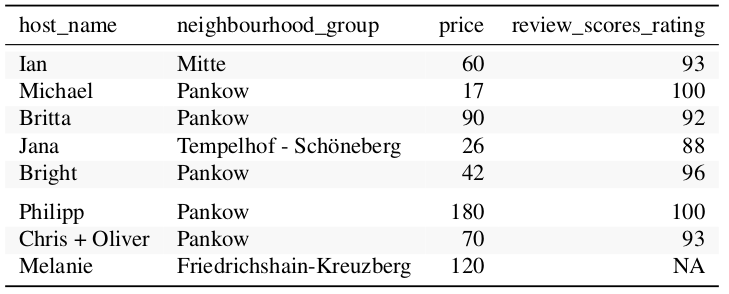 host_name neighbourhood_group price review_scores_rating
Ian Mitte 60 93
Michael Pankow 17 100
Britta Pankow 90 92
Jana Tempelhof - Schöneberg 26 88
Bright Pankow 42 96
Philipp Pankow 180 100
Chris + Oliver Pankow 70 93
Melanie Friedrichshain-Kreuzberg 120 NA